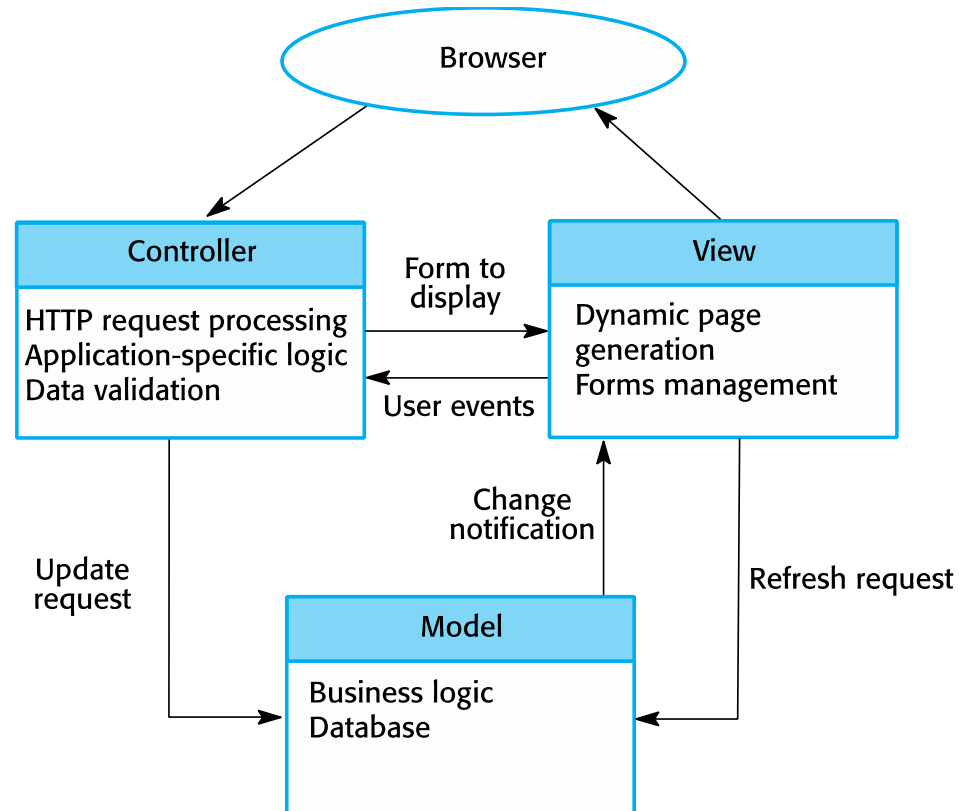 Browser
Controller
HTTP request processing
Application-specific logic
Data validation
Form to
display
User events
View
Dynamic page
generation
Forms management
Update
request
Change
notification
Refresh request
Model
Business logic
Database